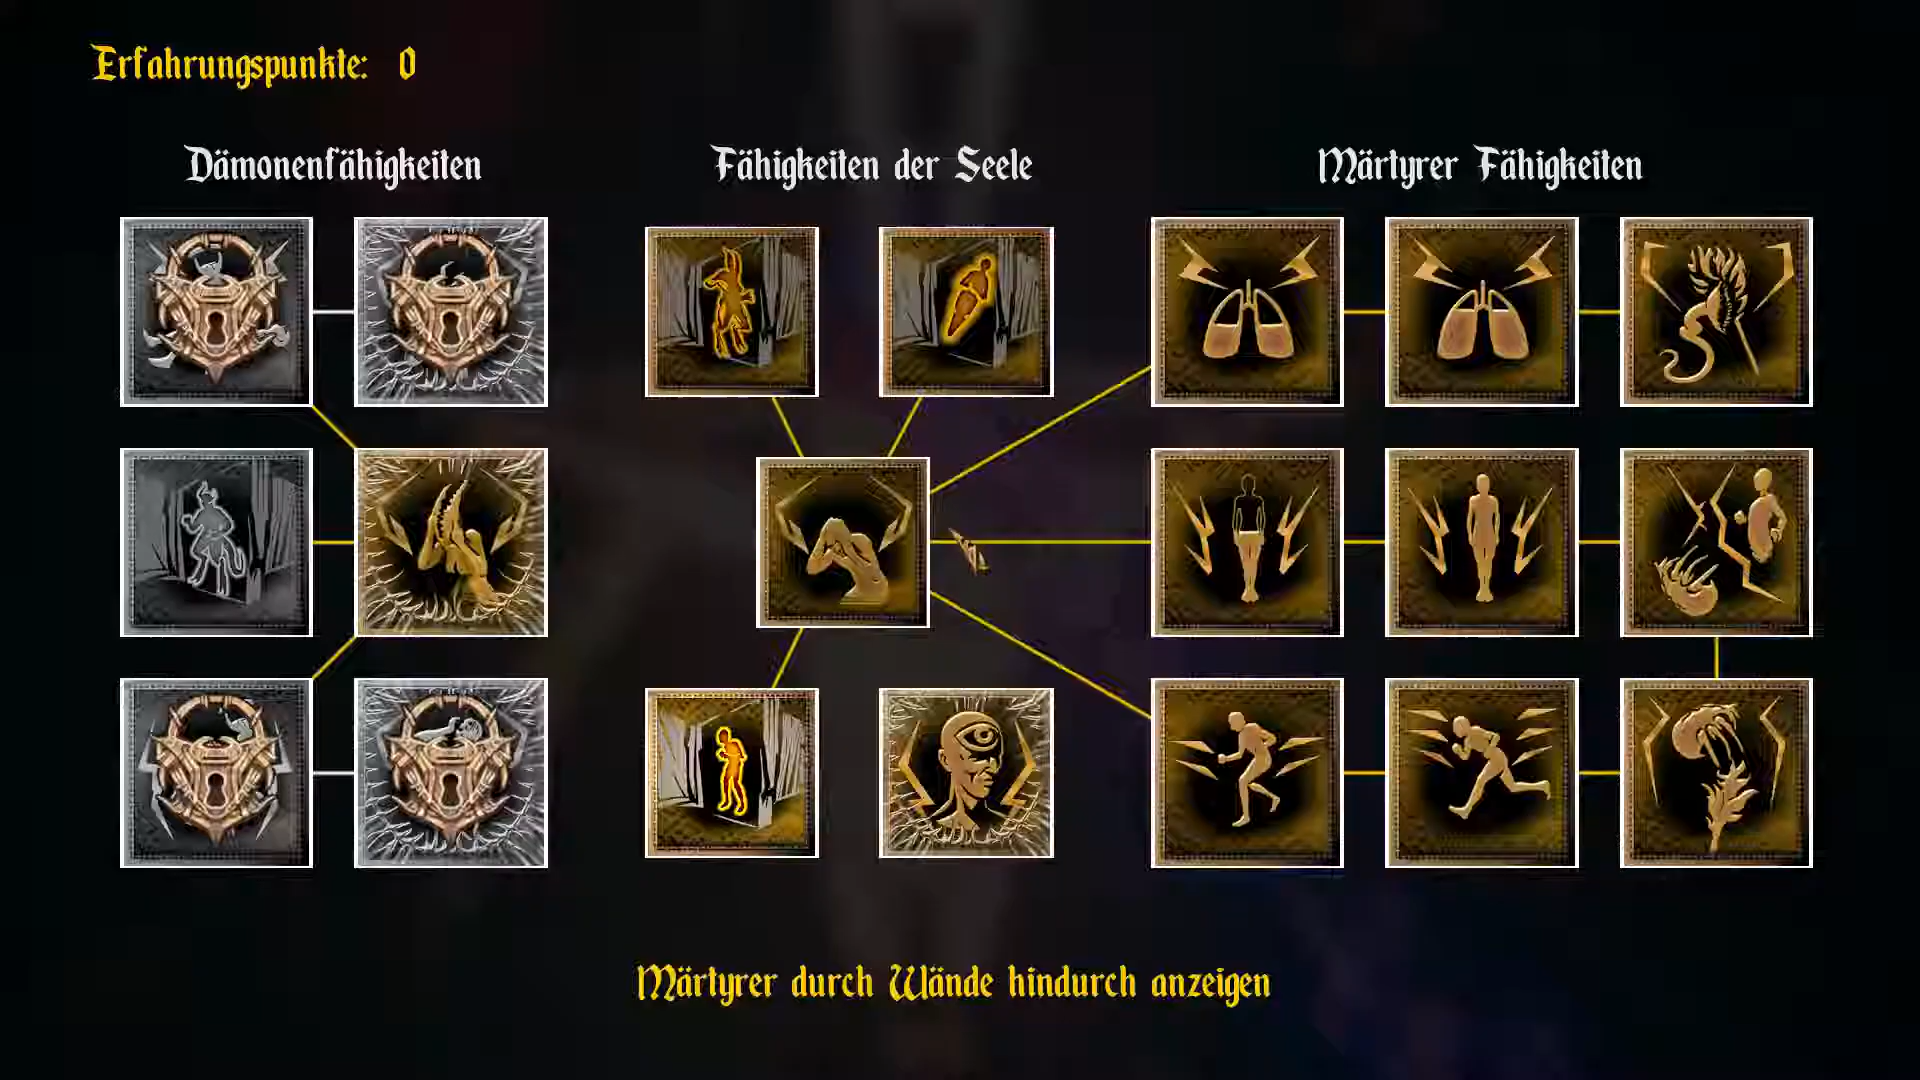 Erfahrungspunkte: 0
Dämonenfähigkeiten
Fähigkeiten der Seele
Märtyrer Fähigkeiten
Märtyrer durch Wände hindurch anzeigen